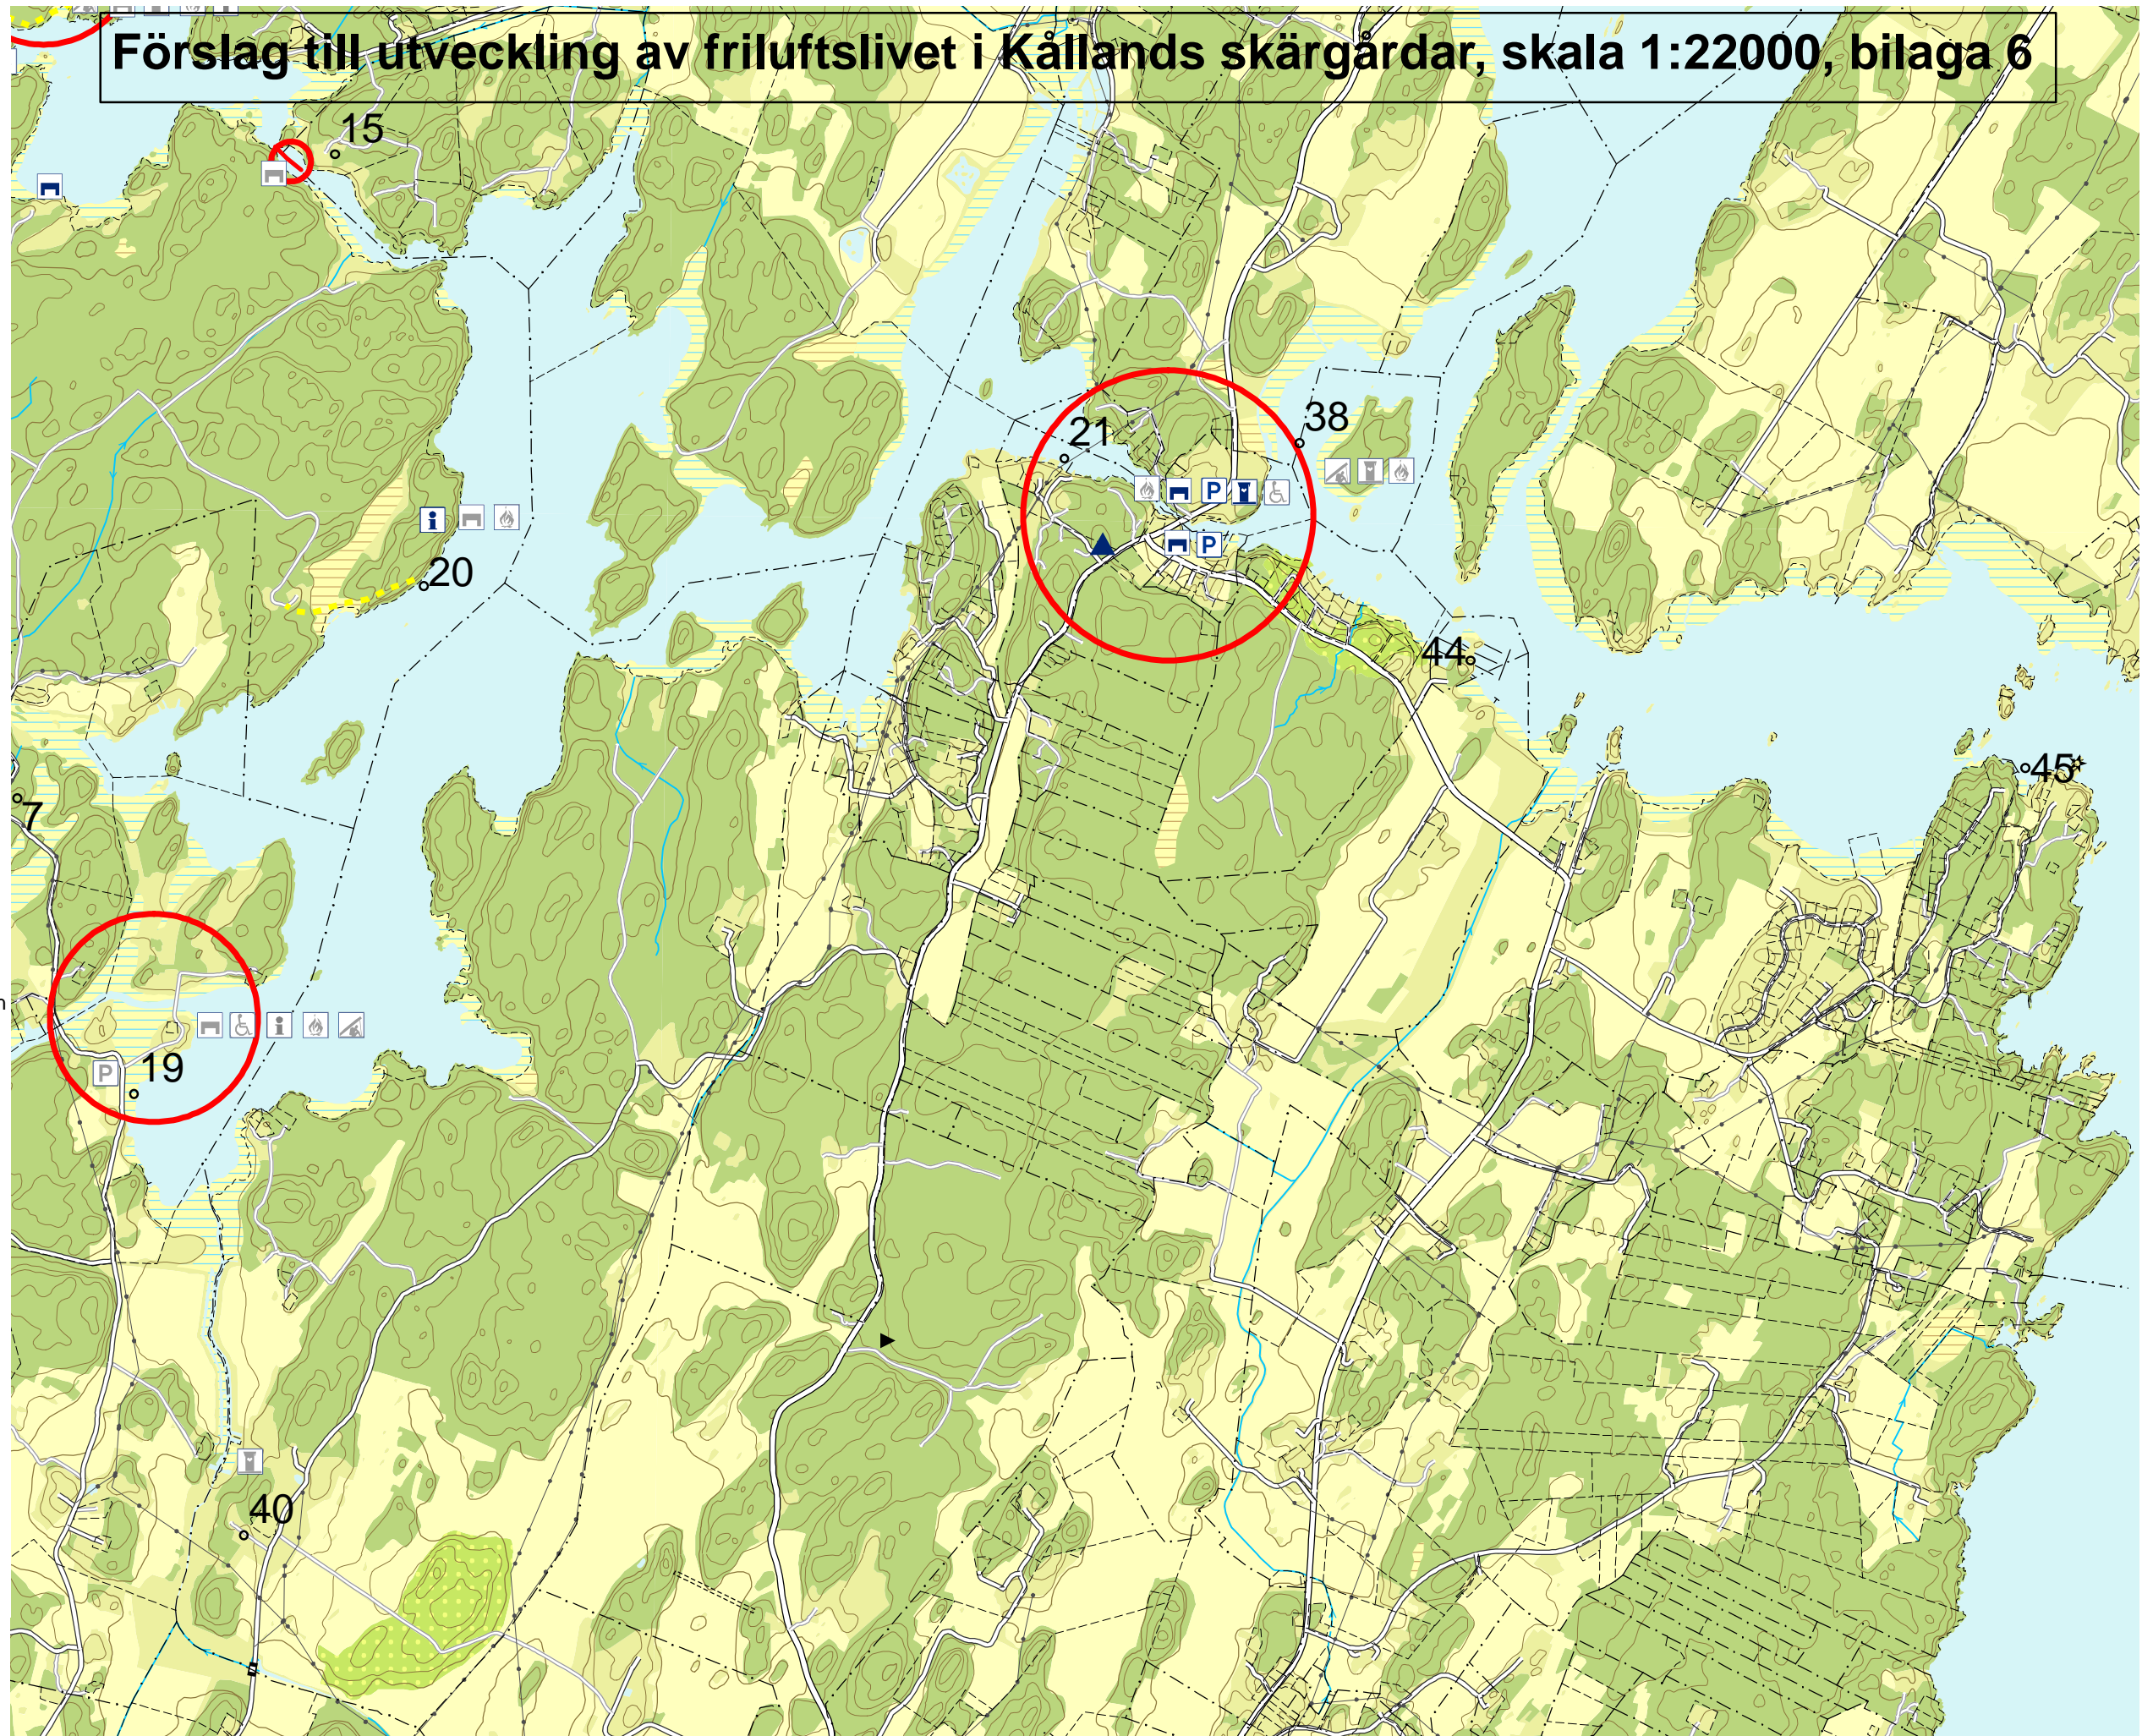 Förslag till utveckling av friluftslivet i Kållands skärgårdar, skala 1:22000, bilaga 6
15
38
21
P
P
20
44
45
7
n
P
19
40